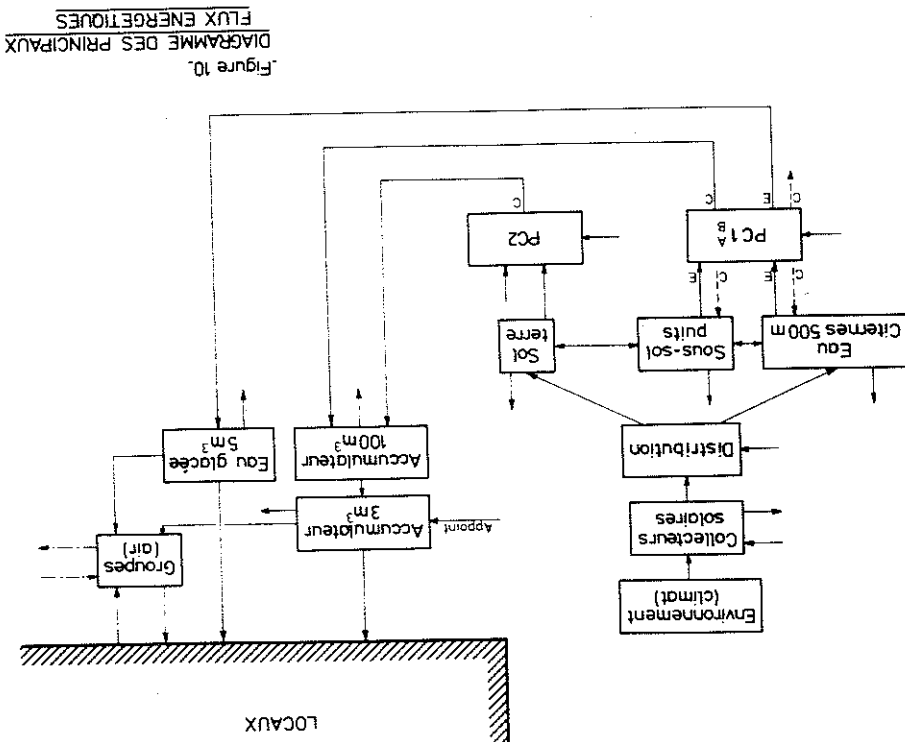 LOCAUX
Environnement
(climat)
Collecteurs
solaires
Distribution
Eau
Citernes 500m
Sous-sol
puits
Sol
terre
E
C
E
C
PC1 A
B
PC2
C
E
C
C
Appoint
Accumulateur
3m³
Accumulateur
100m³
Groupes
(air)
Eau glacée
5m³
.Figure 10.
DIAGRAMME DES PRINCIPAUX
FLUX ENERGETIQUES